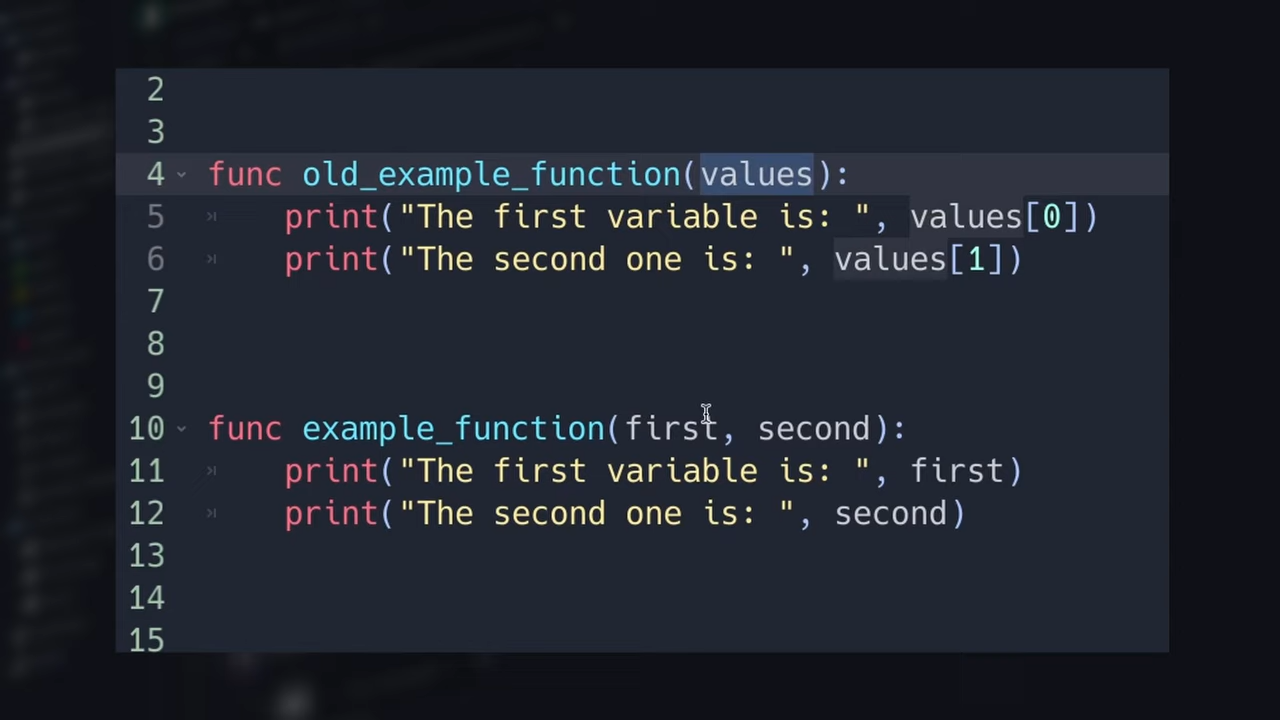 2
3
4 func old_example_function(values):
5 print("The first variable is: ", values[0])
6 print("The second one is: ", values[1])
7
8
9
10 func example_function(first, second):
11 print("The first variable is: ", first)
12 print("The second one is: ", second)
13
14
15